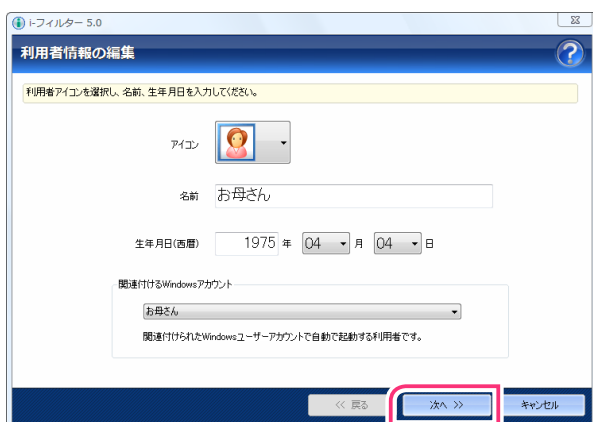 i-フィルター 5.0
利用者情報の編集
?
利用者アイコンを選択し、名前、生年月日を入力してください。
アイコン
名前 お母さん
生年月日(西暦) 1975 年 04 月 04 日
関連付けるWindowsアカウント
お母さん
関連付けられたWindowsユーザーアカウントで自動で起動する利用者です。
<< 戻る 次へ >> キャンセル